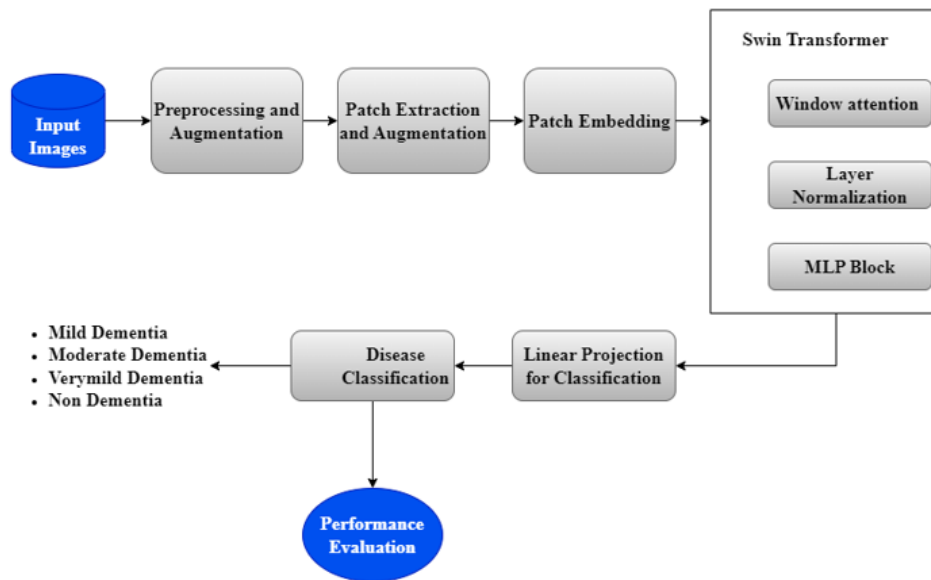 Input
Images
Preprocessing and
Augmentation
Patch Extraction
and Augmentation
Patch Embedding
Swin Transformer
Window attention
Layer
Normalization
MLP Block
Linear Projection
for Classification
Disease
Classification
• Mild Dementia
• Moderate Dementia
• Verymild Dementia
• Non Dementia
Performance
Evaluation